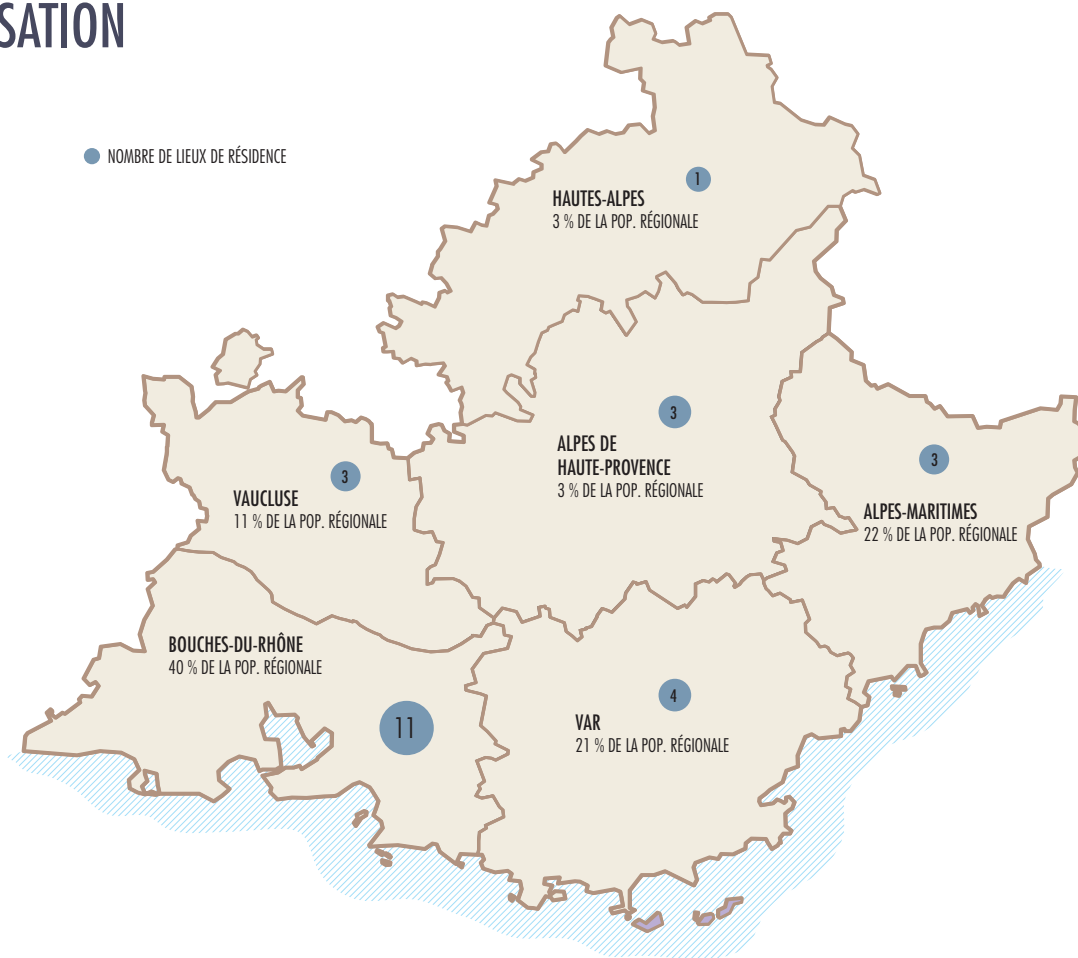 SATION
NOMBRE DE LIEUX DE RÉSIDENCE
1
HAUTES-ALPES
3 % DE LA POP. RÉGIONALE
3
ALPES DE
HAUTE-PROVENCE
3 % DE LA POP. RÉGIONALE
3
VAUCLUSE
11 % DE LA POP. RÉGIONALE
3
ALPES-MARITIMES
22 % DE LA POP. RÉGIONALE
BOUCHES-DU-RHÔNE
40 % DE LA POP. RÉGIONALE
11
4
VAR
21 % DE LA POP. RÉGIONALE